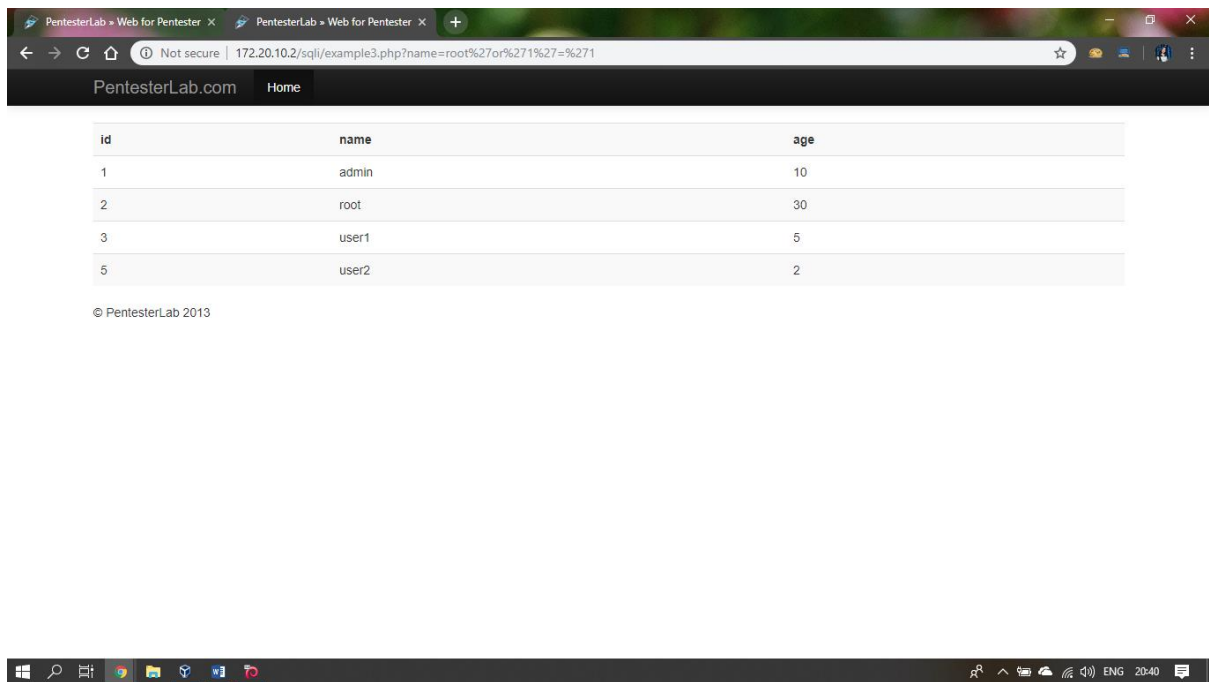 PentesterLab » Web for Pentester
PentesterLab » Web for Pentester
Not secure | 172.20.10.2/sqli/example3.php?name=root%27or%271%27=%271
PentesterLab.com Home
id name age
1 admin 10
2 root 30
3 user1 5
5 user2 2
© PentesterLab 2013
ENG 20:40